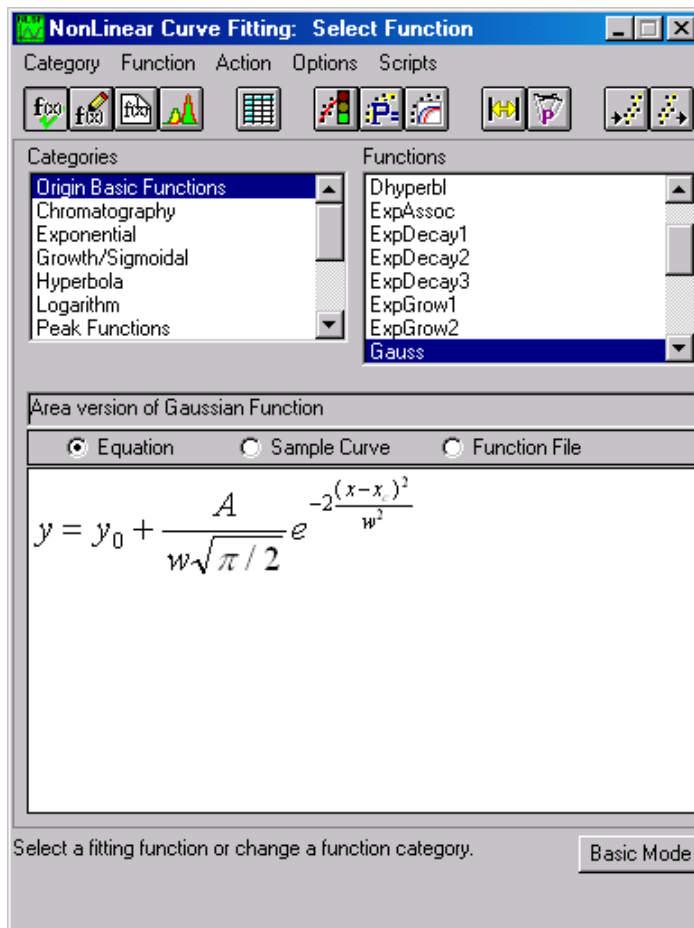 NonLinear Curve Fitting: Select Function
Category Function Action Options Scripts
Categories
Functions
Origin Basic Functions
Chromatography
Exponential
Growth/Sigmoidal
Hyperbola
Logarithm
Peak Functions
Dhyperbl
ExpAssoc
ExpDecay1
ExpDecay2
ExpDecay3
ExpGrow1
ExpGrow2
Gauss
Area version of Gaussian Function
Equation Sample Curve Function File
y = y₀ + A / (w√(π / 2)) e^(-2 (x-x_c)² / w²)
Select a fitting function or change a function category.
Basic Mode